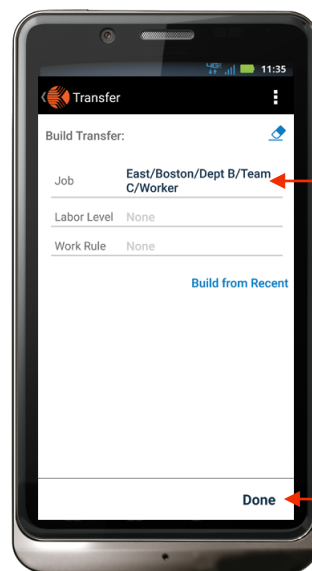 4G 11:35
Transfer
Build Transfer:
Job East/Boston/Dept B/Team
C/Worker
Labor Level None
Work Rule None
Build from Recent
Done